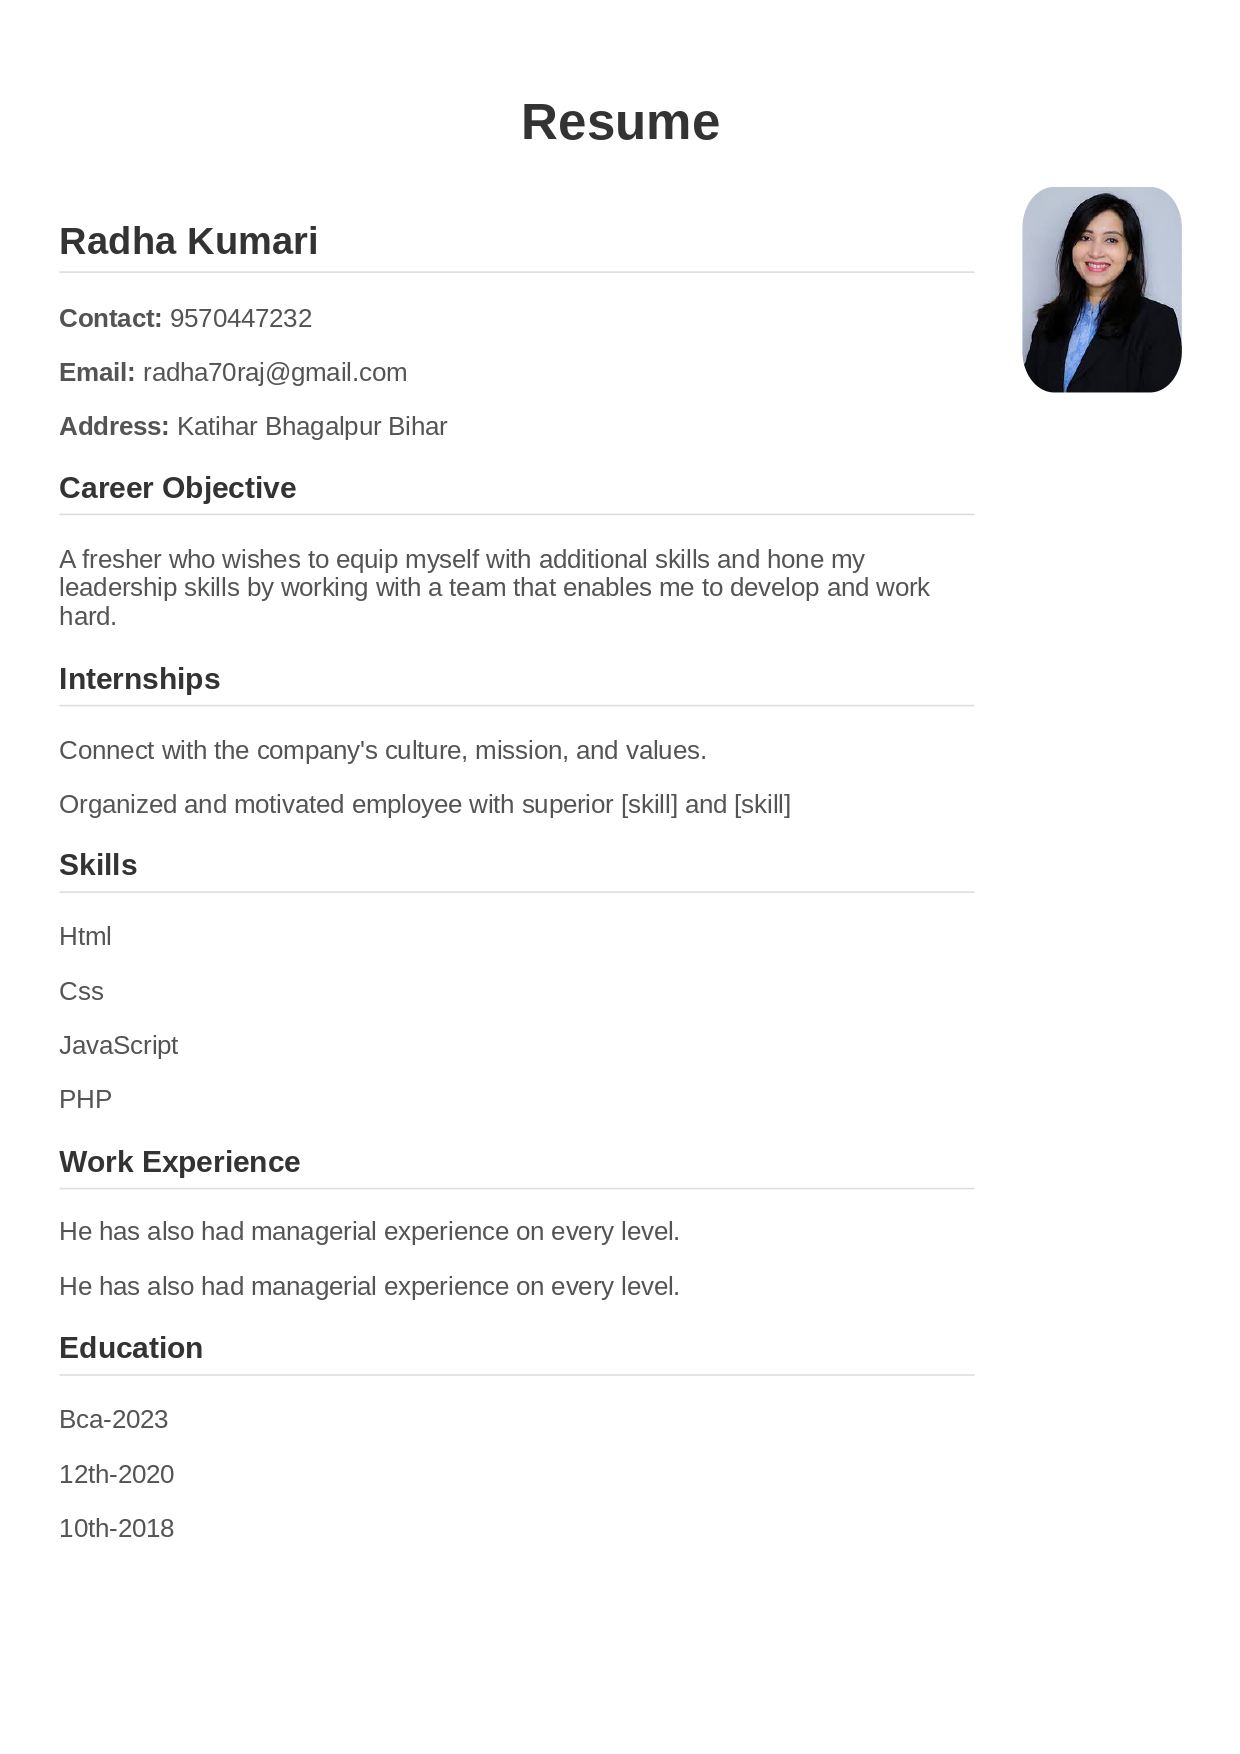 Resume
Radha Kumari
Contact: 9570447232
Email: radha70raj@gmail.com
Address: Katihar Bhagalpur Bihar
Career Objective
A fresher who wishes to equip myself with additional skills and hone my
leadership skills by working with a team that enables me to develop and work
hard.
Internships
Connect with the company's culture, mission, and values.
Organized and motivated employee with superior [skill] and [skill]
Skills
Html
Css
JavaScript
PHP
Work Experience
He has also had managerial experience on every level.
He has also had managerial experience on every level.
Education
Bca-2023
12th-2020
10th-2018